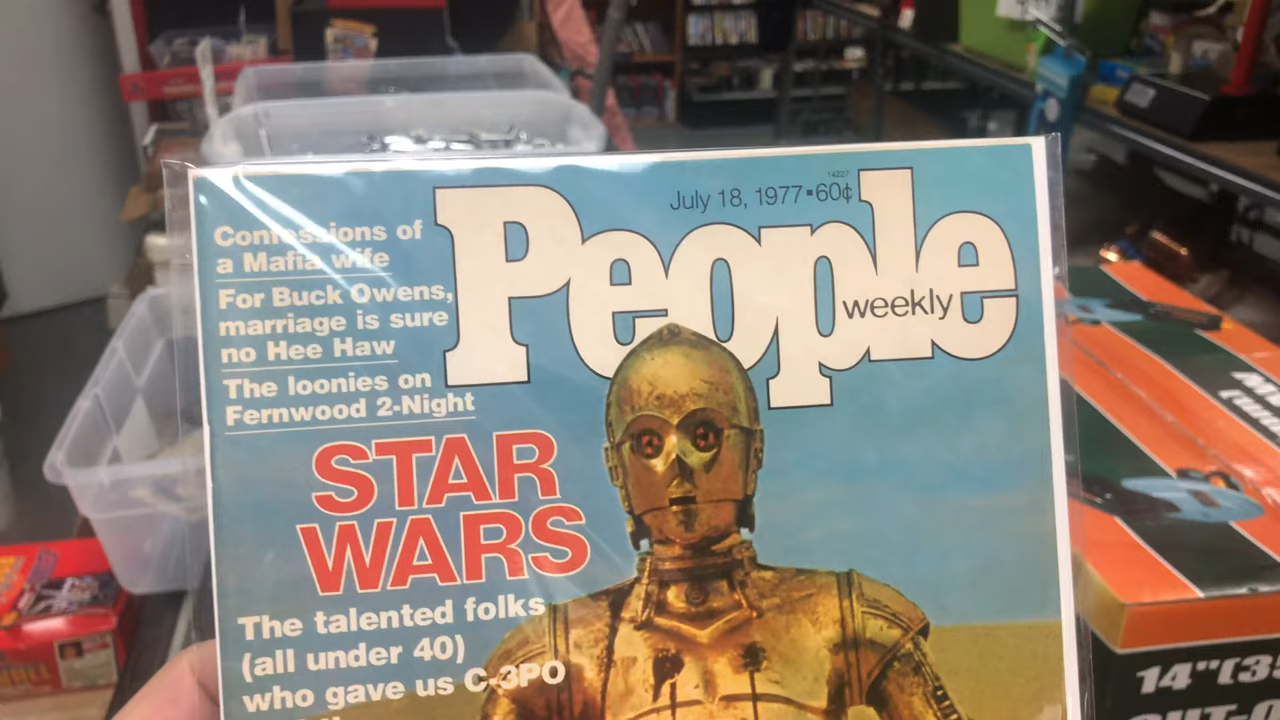 July 18, 1977▪60¢
14227
People
weekly
Confessions of
a Mafia wife
For Buck Owens,
marriage is sure
no Hee Haw
The loonies on
Fernwood 2-Night
STAR
WARS
The talented folks
(all under 40)
who gave us C-3PO
14"(3